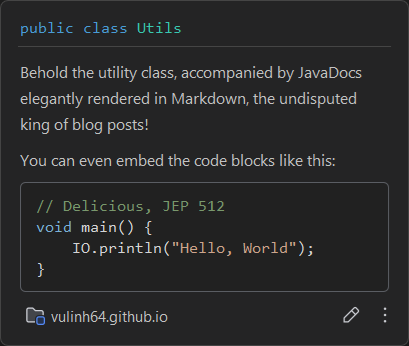 public class Utils
Behold the utility class, accompanied by JavaDocs
elegantly rendered in Markdown, the undisputed
king of blog posts!
You can even embed the code blocks like this:
// Delicious, JEP 512
void main() {
    IO.println("Hello, World");
}
vulinh64.github.io